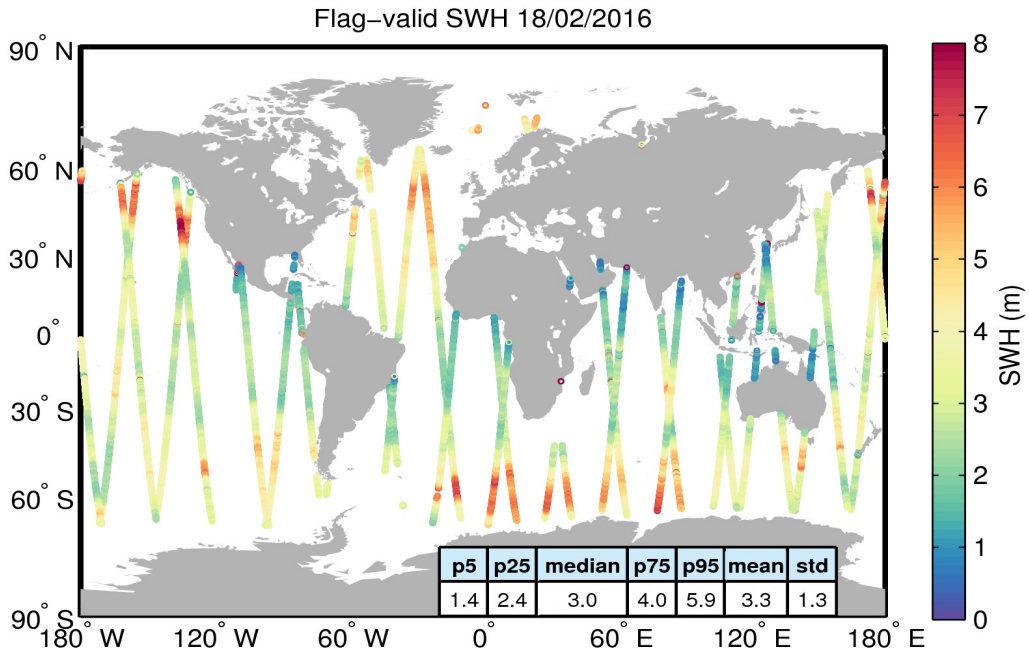 Flag−valid SWH 18/02/2016
90° N
60° N
30° N
0°
30° S
60° S
90° S
180° W
120° W
60° W
0°
60° E
120° E
180° E
p5 p25 median p75 p95 mean std
1.4 2.4 3.0 4.0 5.9 3.3 1.3
8
7
6
5
4
3
2
1
0
SWH (m)